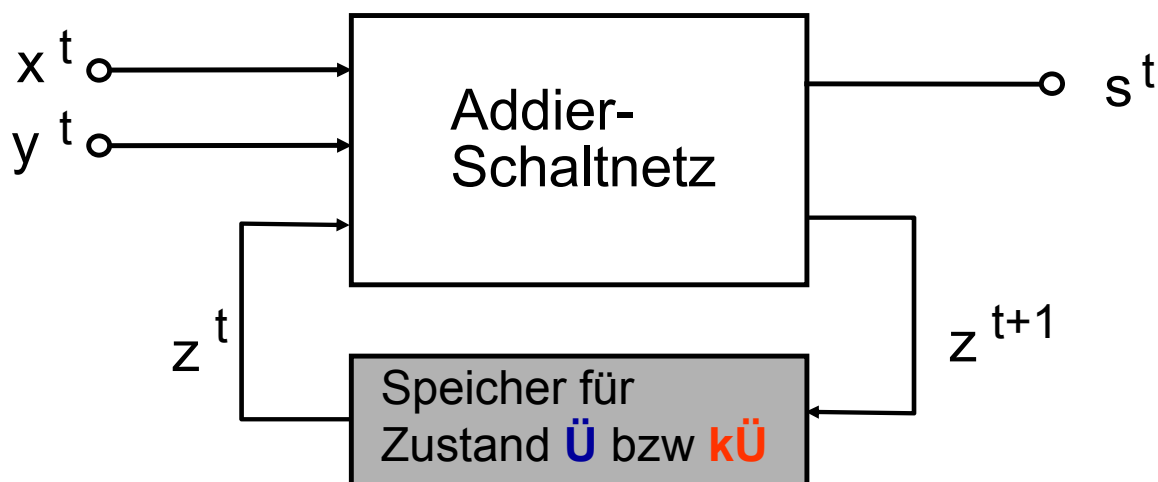 x t
y t
Addier-
Schaltnetz
s t
z t
z t+1
Speicher für
Zustand Ü bzw kÜ